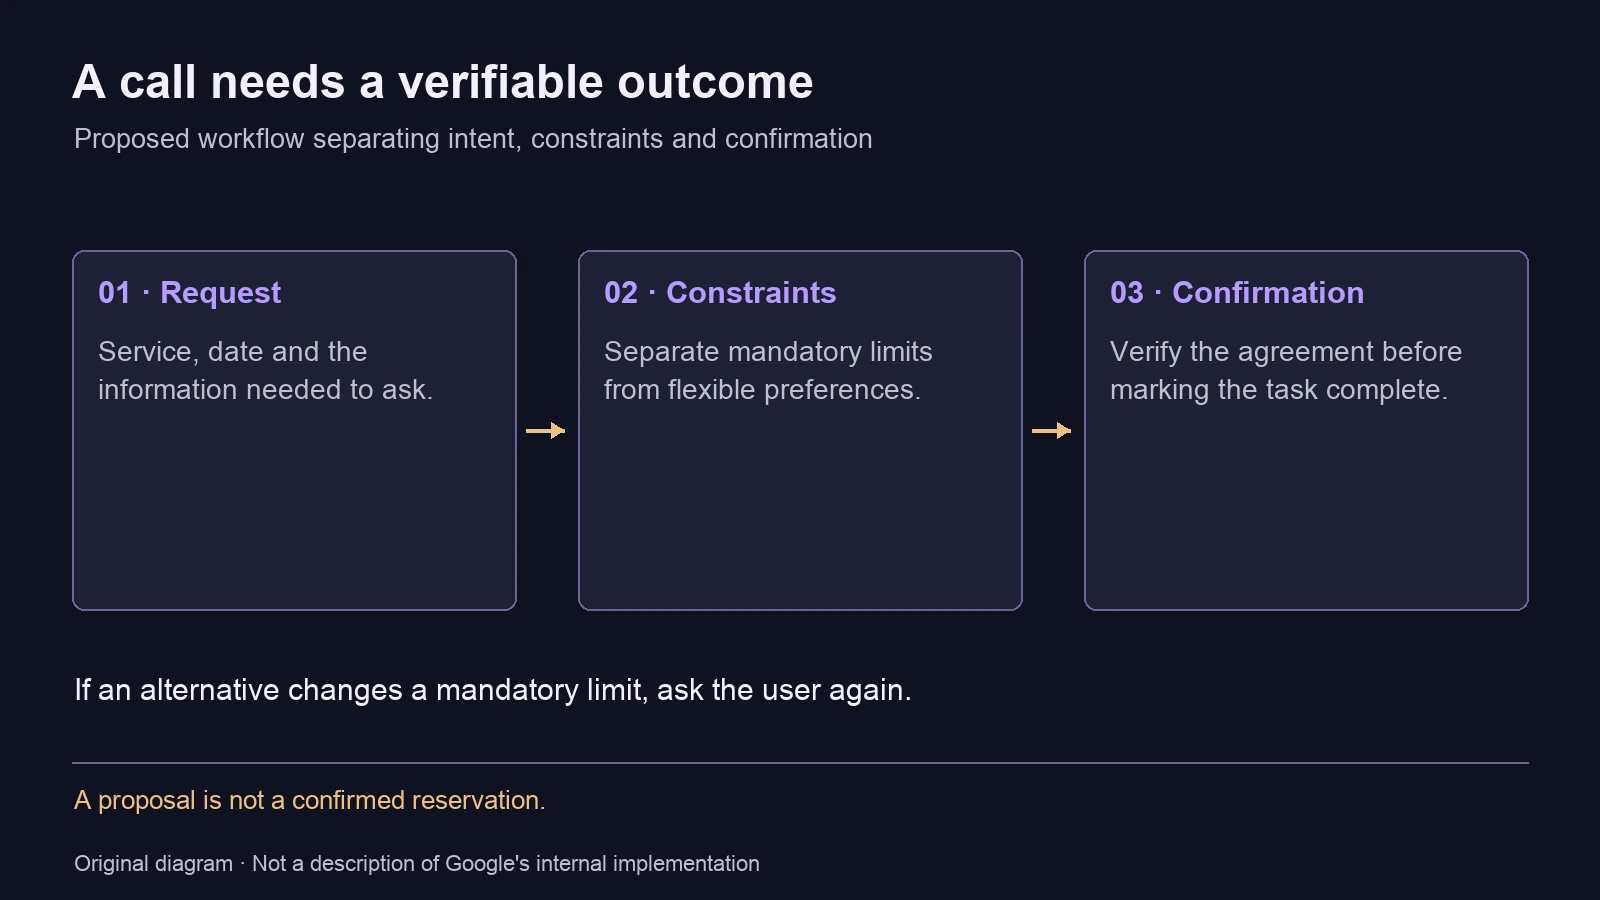 A call needs a verifiable outcome
Proposed workflow separating intent, constraints and confirmation
01 · Request
Service, date and the
information needed to ask.
02 · Constraints
Separate mandatory limits
from flexible preferences.
03 · Confirmation
Verify the agreement before
marking the task complete.
If an alternative changes a mandatory limit, ask the user again.
A proposal is not a confirmed reservation.
Original diagram · Not a description of Google's internal implementation